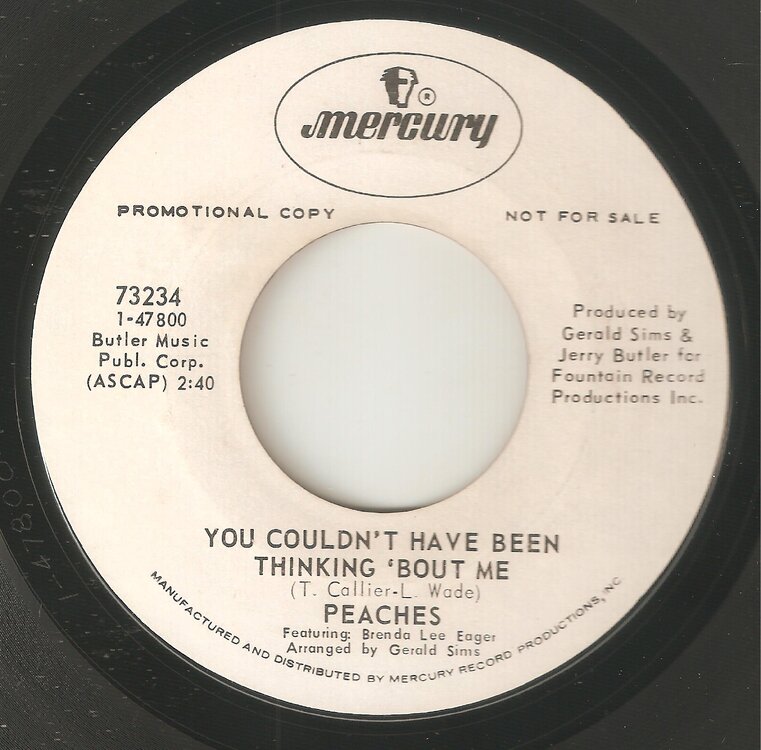 mercury ®
PROMOTIONAL COPY
NOT FOR SALE
73234
1-47800
Butler Music
Publ. Corp.
(ASCAP) 2:40
Produced by
Gerald Sims &
Jerry Butler for
Fountain Record
Productions Inc.
YOU COULDN'T HAVE BEEN
THINKING 'BOUT ME
(T. Callier-L. Wade)
PEACHES
Featuring: Brenda Lee Eager
Arranged by Gerald Sims
MANUFACTURED AND DISTRIBUTED BY MERCURY RECORD PRODUCTIONS, INC
1-47800